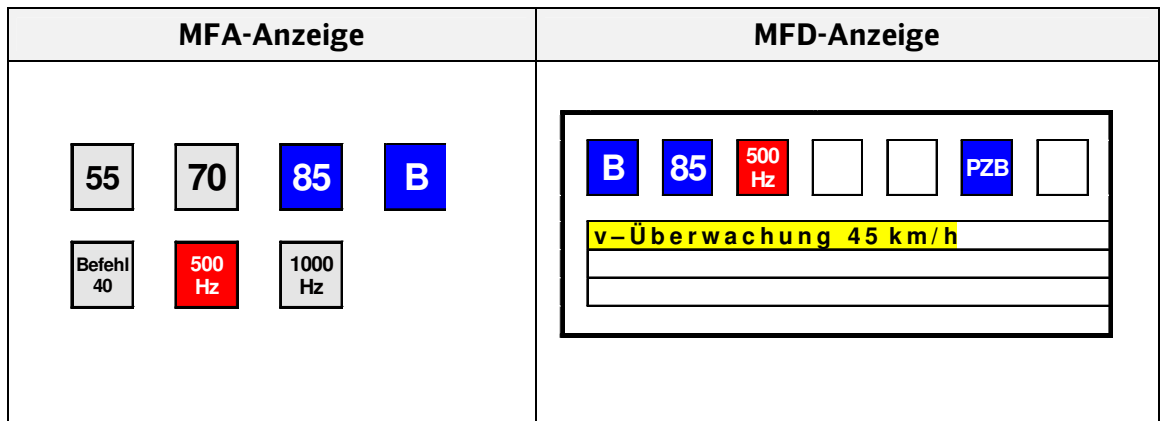 MFA-Anzeige
MFD-Anzeige
55 70 85 B
Befehl 40
500 Hz
1000 Hz
B 85 500 Hz PZB
v–Überwachung 45 km/h